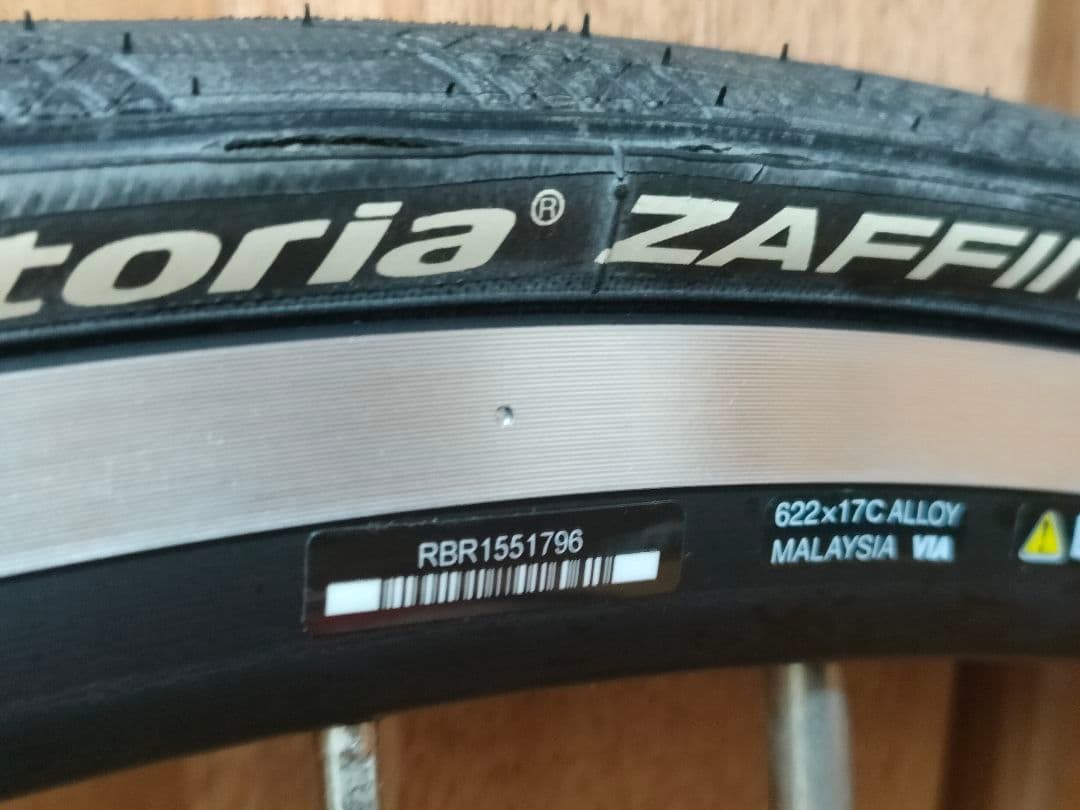 toria® ZAFFI
RBR1551796
622x17C ALLOY
MALAYSIA VIA